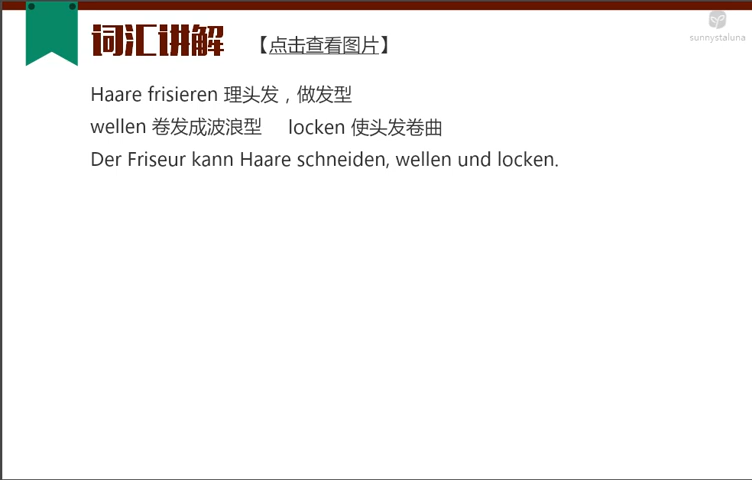 词汇讲解 【点击查看图片】
sunnystaluna
Haare frisieren 理头发，做发型
wellen 卷发成波浪型 locken 使头发卷曲
Der Friseur kann Haare schneiden, wellen und locken.